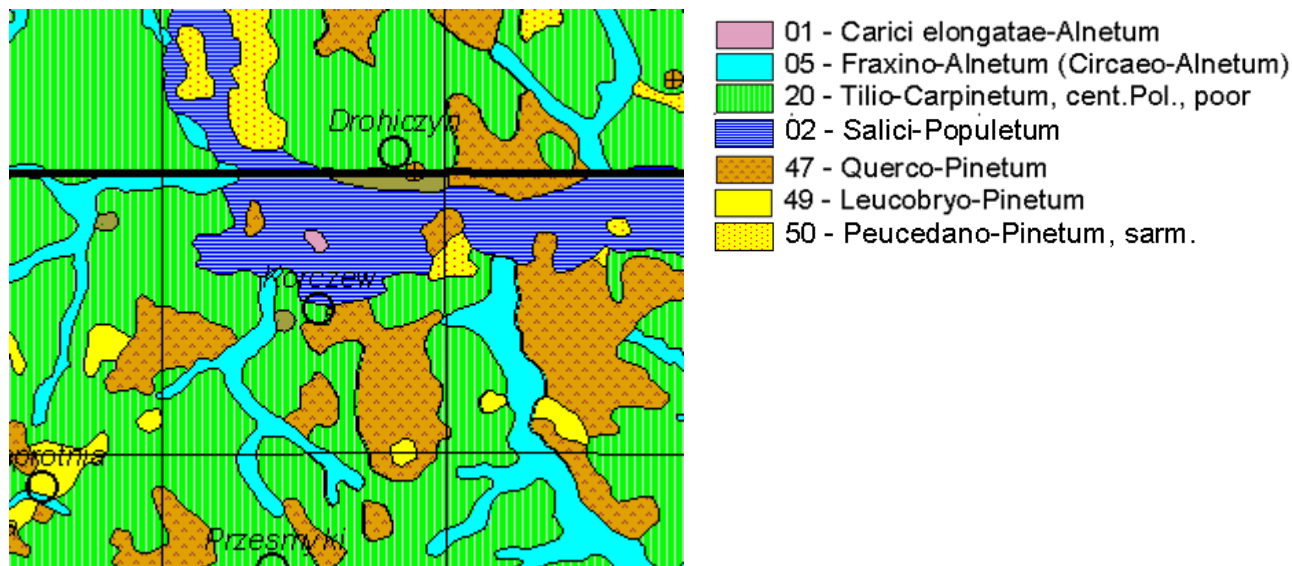 Drohiczyn
Korczew
Przesmyki
01 - Carici elongatae-Alnetum
05 - Fraxino-Alnetum (Circaeo-Alnetum)
20 - Tilio-Carpinetum, cent.Pol., poor
02 - Salici-Populetum
47 - Querco-Pinetum
49 - Leucobryo-Pinetum
50 - Peucedano-Pinetum, sarm.